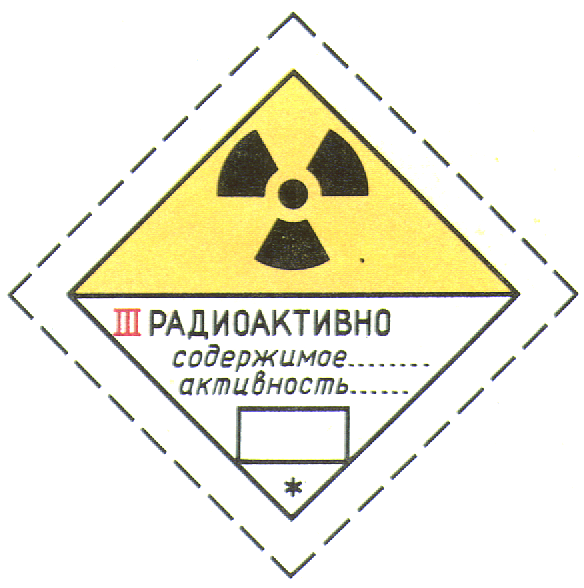 III РАДИОАКТИВНО
содержимое........
активность......
*